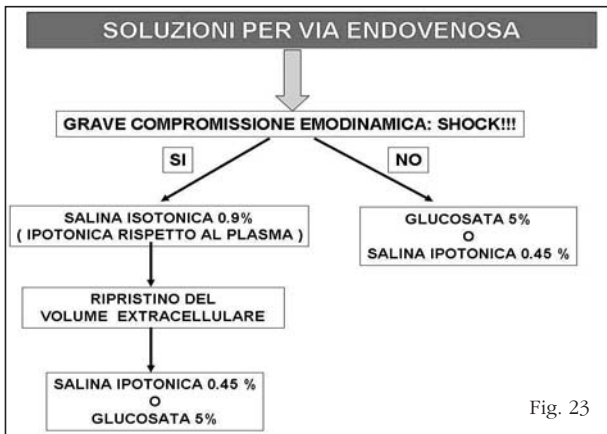 SOLUZIONI PER VIA ENDOVENOSA
GRAVE COMPROMISSIONE EMODINAMICA: SHOCK!!!
SI
NO
SALINA ISOTONICA 0.9%
( IPOTONICA RISPETTO AL PLASMA )
GLUCOSATA 5%
O
SALINA IPOTONICA 0.45 %
RIPRISTINO DEL
VOLUME EXTRACELLULARE
SALINA IPOTONICA 0.45 %
O
GLUCOSATA 5%
Fig. 23